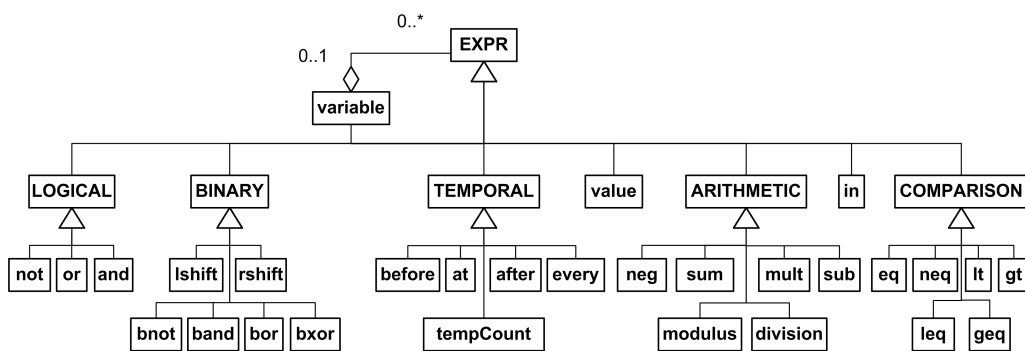 0..*
EXPR
0..1
variable
LOGICAL BINARY TEMPORAL value ARITHMETIC in COMPARISON
not or and lshift rshift before at after every neg sum mult sub eq neq lt gt
bnot band bor bxor tempCount modulus division leq geq